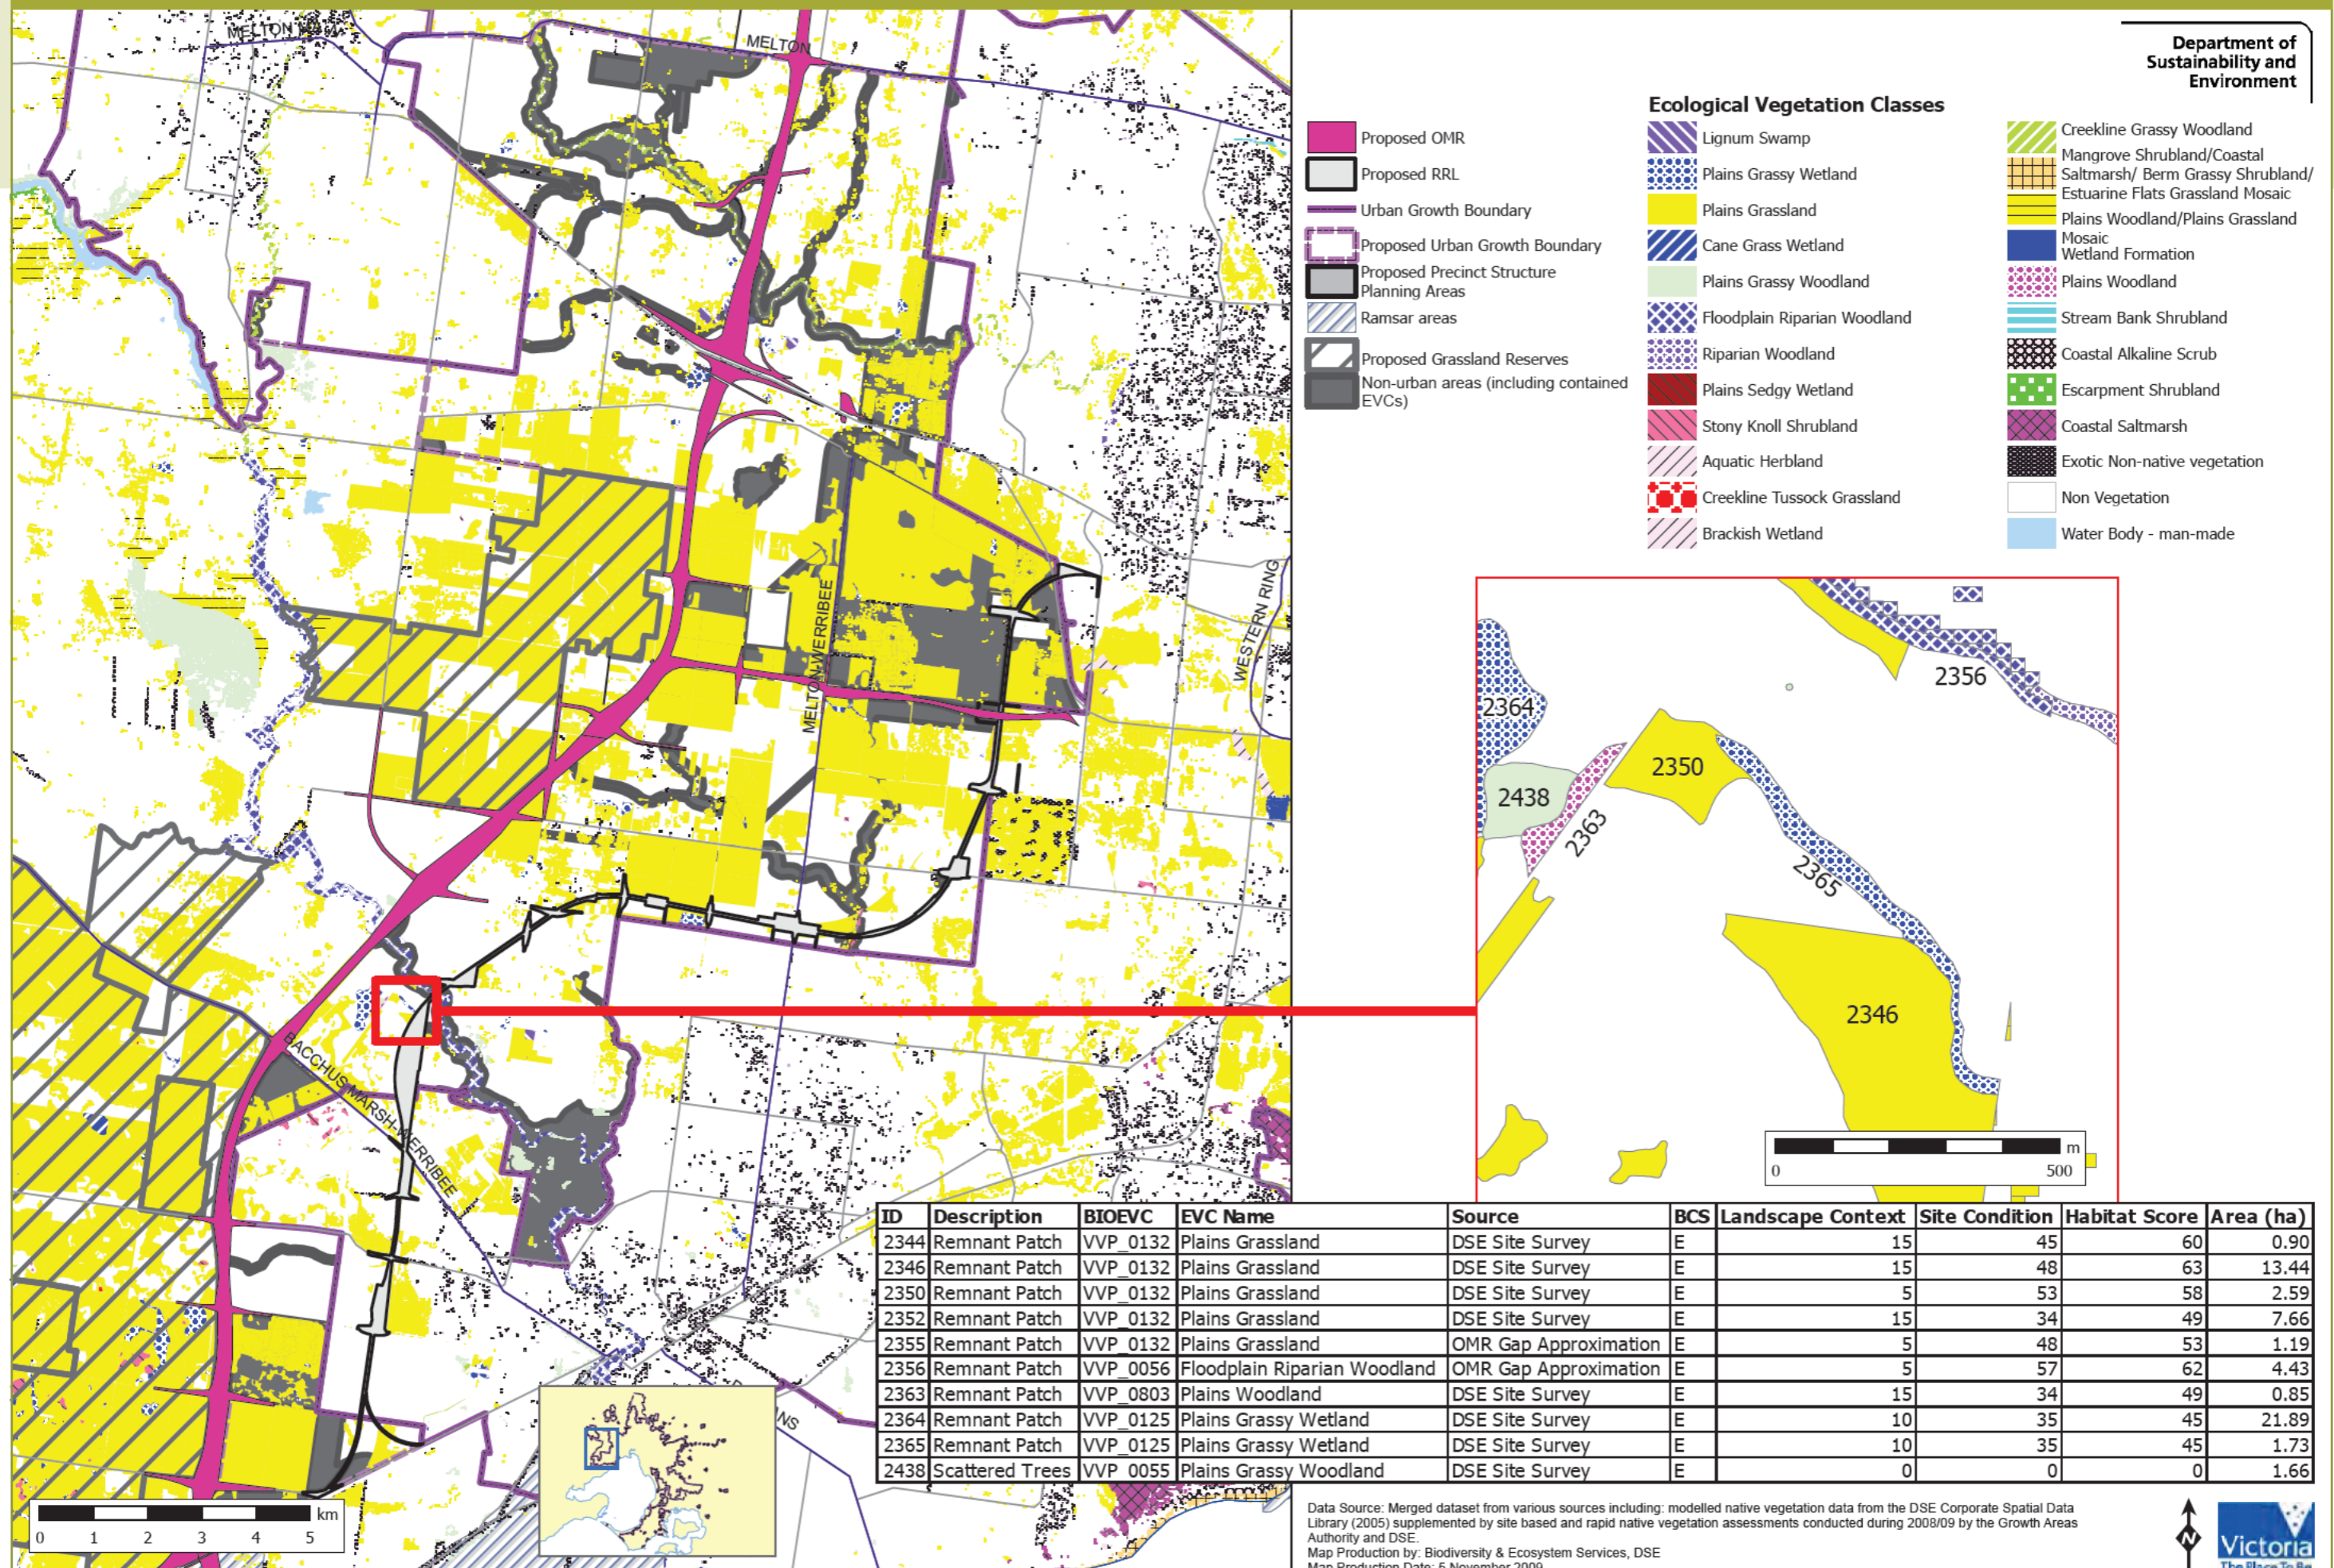 Department of
Sustainability and
Environment
MELTON
MELTON
MELTON-WERRIBEE
WESTERN RING
BACCHUS MARSH-WERRIBEE
Proposed OMR
Proposed RRL
Urban Growth Boundary
Proposed Urban Growth Boundary
Proposed Precinct Structure
Planning Areas
Ramsar areas
Proposed Grassland Reserves
Non-urban areas (including contained
EVCs)
Ecological Vegetation Classes
Lignum Swamp
Plains Grassy Wetland
Plains Grassland
Cane Grass Wetland
Plains Grassy Woodland
Floodplain Riparian Woodland
Riparian Woodland
Plains Sedgy Wetland
Stony Knoll Shrubland
Aquatic Herbland
Creekline Tussock Grassland
Brackish Wetland
Creekline Grassy Woodland
Mangrove Shrubland/Coastal
Saltmarsh/ Berm Grassy Shrubland/
Estuarine Flats Grassland Mosaic
Plains Woodland/Plains Grassland
Mosaic
Wetland Formation
Plains Woodland
Stream Bank Shrubland
Coastal Alkaline Scrub
Escarpment Shrubland
Coastal Saltmarsh
Exotic Non-native vegetation
Non Vegetation
Water Body - man-made
2356
2364
2350
2438
2363
2365
2346
m
0 500
ID Description BIOEVC EVC Name Source BCS Landscape Context Site Condition Habitat Score Area (ha)
2344 Remnant Patch VVP_0132 Plains Grassland DSE Site Survey E 15 45 60 0.90
2346 Remnant Patch VVP_0132 Plains Grassland DSE Site Survey E 15 48 63 13.44
2350 Remnant Patch VVP_0132 Plains Grassland DSE Site Survey E 5 53 58 2.59
2352 Remnant Patch VVP_0132 Plains Grassland DSE Site Survey E 15 34 49 7.66
2355 Remnant Patch VVP_0132 Plains Grassland OMR Gap Approximation E 5 48 53 1.19
2356 Remnant Patch VVP_0056 Floodplain Riparian Woodland OMR Gap Approximation E 5 57 62 4.43
2363 Remnant Patch VVP_0803 Plains Woodland DSE Site Survey E 15 34 49 0.85
2364 Remnant Patch VVP_0125 Plains Grassy Wetland DSE Site Survey E 10 35 45 21.89
2365 Remnant Patch VVP_0125 Plains Grassy Wetland DSE Site Survey E 10 35 45 1.73
2438 Scattered Trees VVP_0055 Plains Grassy Woodland DSE Site Survey E 0 0 0 1.66
km
0 1 2 3 4 5
Data Source: Merged dataset from various sources including: modelled native vegetation data from the DSE Corporate Spatial Data
Library (2005) supplemented by site based and rapid native vegetation assessments conducted during 2008/09 by the Growth Areas
Authority and DSE.
Map Production by: Biodiversity & Ecosystem Services, DSE
Map Production Date: 5 November 2009
N
Victoria
The Place To Be